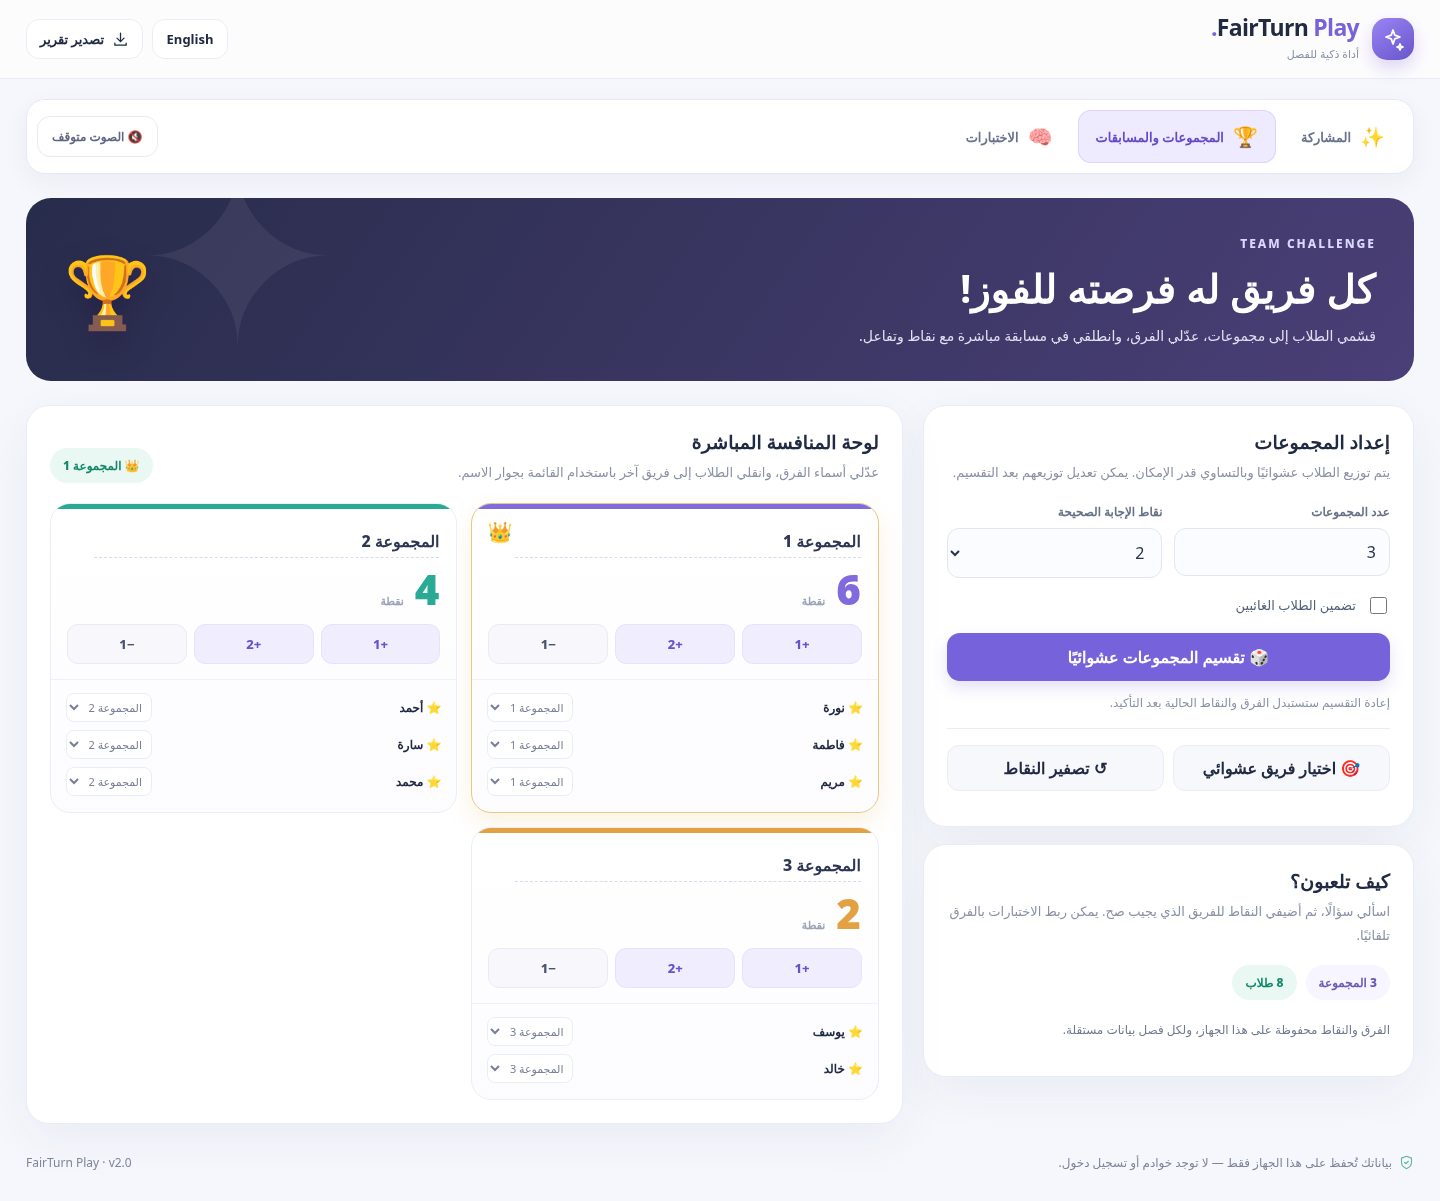 FairTurn Play.
أداة ذكية للفصل
English
تصدير تقرير
✨ المشاركة
🏆 المجموعات والمسابقات
🧠 الاختبارات
🔇 الصوت متوقف
TEAM CHALLENGE
كل فريق له فرصته للفوز!
قسّمي الطلاب إلى مجموعات، عدّلي الفرق، وانطلقي في مسابقة مباشرة مع نقاط وتفاعل.
إعداد المجموعات
يتم توزيع الطلاب عشوائيًا وبالتساوي قدر الإمكان. يمكن تعديل توزيعهم بعد التقسيم.
عدد المجموعات
نقاط الإجابة الصحيحة
3
2
تضمين الطلاب الغائبين
🎲 تقسيم المجموعات عشوائيًا
إعادة التقسيم ستستبدل الفرق والنقاط الحالية بعد التأكيد.
🎯 اختيار فريق عشوائي
↺ تصفير النقاط
كيف تلعبون؟
اسألي سؤالًا، ثم أضيفي النقاط للفريق الذي يجيب صح. يمكن ربط الاختبارات بالفرق
تلقائيًا.
3 المجموعة
8 طلاب
الفرق والنقاط محفوظة على هذا الجهاز، ولكل فصل بيانات مستقلة.
لوحة المنافسة المباشرة
عدّلي أسماء الفرق، وانقلي الطلاب إلى فريق آخر باستخدام القائمة بجوار الاسم.
👑 المجموعة 1
👑
المجموعة 1
6 نقطة
+1
+2
−1
⭐ نورة
المجموعة 1
⭐ فاطمة
المجموعة 1
⭐ مريم
المجموعة 1
المجموعة 2
4 نقطة
+1
+2
−1
⭐ أحمد
المجموعة 2
⭐ سارة
المجموعة 2
⭐ محمد
المجموعة 2
المجموعة 3
2 نقطة
+1
+2
−1
⭐ يوسف
المجموعة 3
⭐ خالد
المجموعة 3
بياناتك تُحفظ على هذا الجهاز فقط — لا توجد خوادم أو تسجيل دخول.
FairTurn Play · v2.0